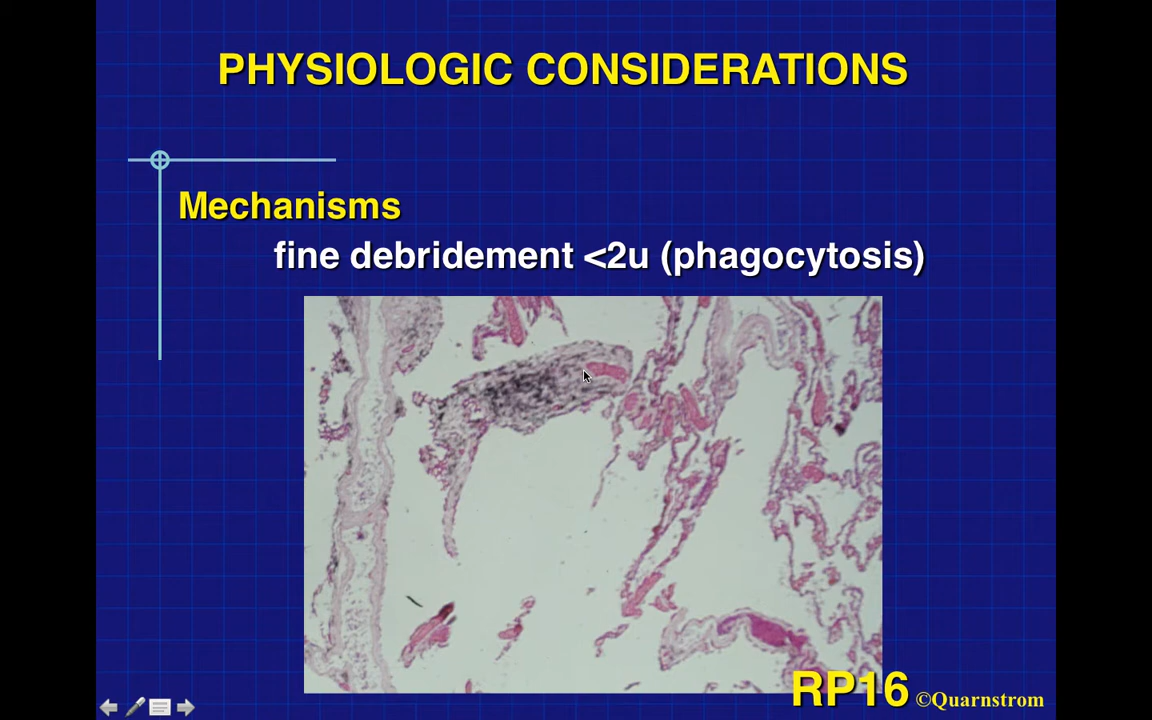 PHYSIOLOGIC CONSIDERATIONS
Mechanisms
fine debridement <2u (phagocytosis)
RP16 ©Quarnstrom